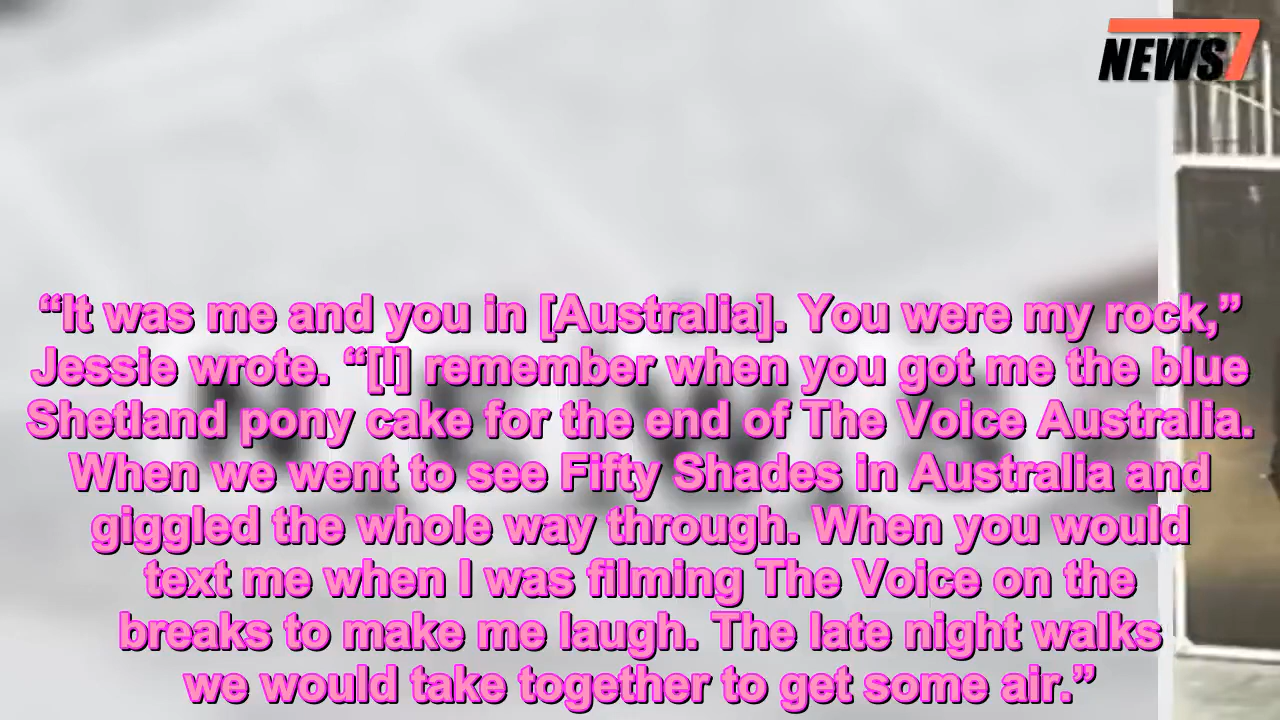 NEWS7
“It was me and you in [Australia]. You were my rock,”
Jessie wrote. “[I] remember when you got me the blue
Shetland pony cake for the end of The Voice Australia.
When we went to see Fifty Shades in Australia and
giggled the whole way through. When you would
text me when I was filming The Voice on the
breaks to make me laugh. The late night walks
we would take together to get some air.”